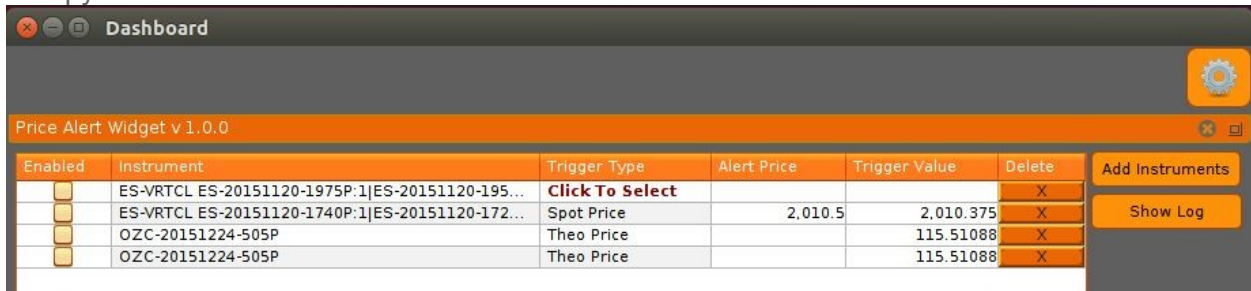 Dashboard
Price Alert Widget v 1.0.0
Enabled Instrument Trigger Type Alert Price Trigger Value Delete Add Instruments
ES-VRTCL ES-20151120-1975P:1|ES-20151120-195... Click To Select X
ES-VRTCL ES-20151120-1740P:1|ES-20151120-172... Spot Price 2,010.5 2,010.375 X Show Log
OZC-20151224-505P Theo Price 115.51088 X
OZC-20151224-505P Theo Price 115.51088 X